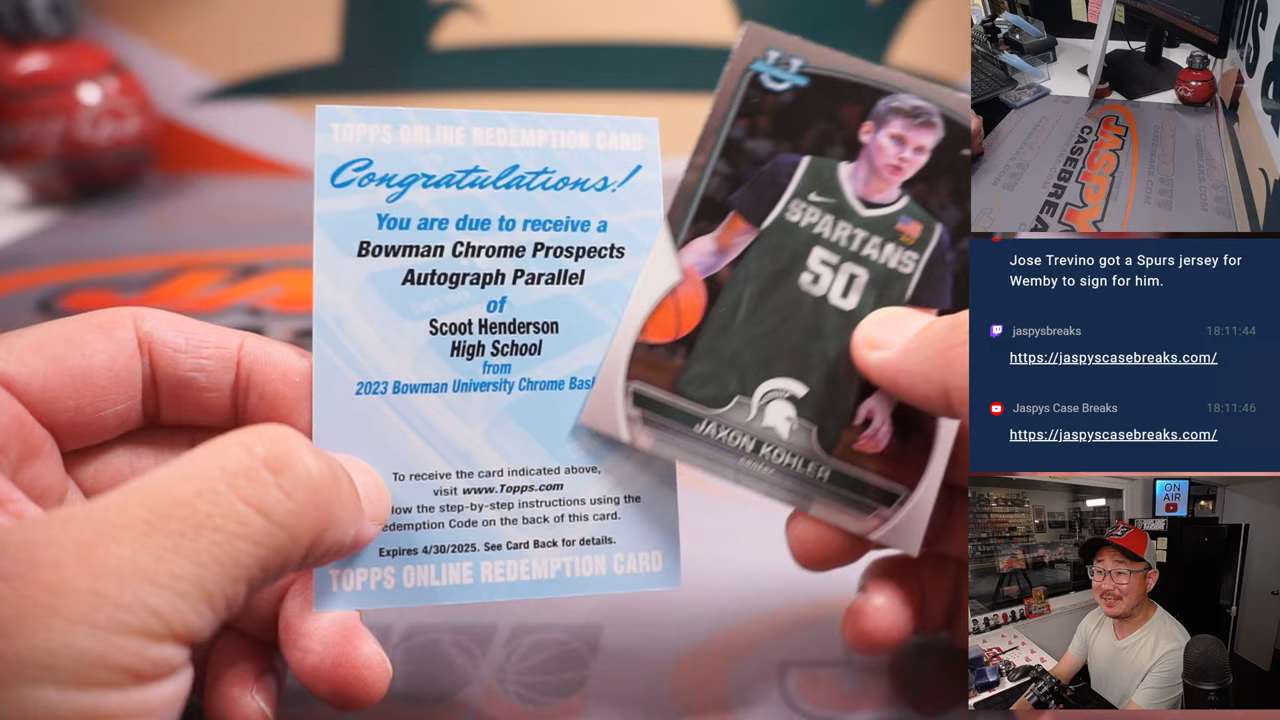 TOPPS ONLINE REDEMPTION CARD
Congratulations!
You are due to receive a
Bowman Chrome Prospects
Autograph Parallel
of
Scoot Henderson
High School
from
2023 Bowman University Chrome
To receive the card indicated above,
visit www.Topps.com
the step-by-step instructions using the
Code on the back of this card.
Expires 4/30/2025. See Card Back for details.
TOPPS ONLINE REDEMPTION CARD
SPARTANS
50
JAXON KOHLER
center
JASPY
CASEBREA
Jose Trevino got a Spurs jersey for
Wemby to sign for him.
jaspysbreaks 18:11:44
https://jaspyscasebreaks.com/
Jaspys Case Breaks 18:11:46
https://jaspyscasebreaks.com/
ON
AIR